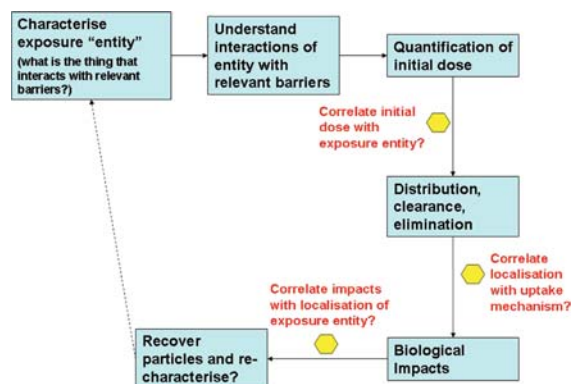 Characterise
exposure “entity”
(what is the thing that
interacts with relevant
barriers?)
Understand
interactions of
entity with
relevant barriers
Quantification of
initial dose
Correlate initial
dose with
exposure entity?
Distribution,
clearance,
elimination
Correlate
localisation
with uptake
mechanism?
Correlate impacts
with localisation of
exposure entity?
Biological
Impacts
Recover
particles and re-
characterise?